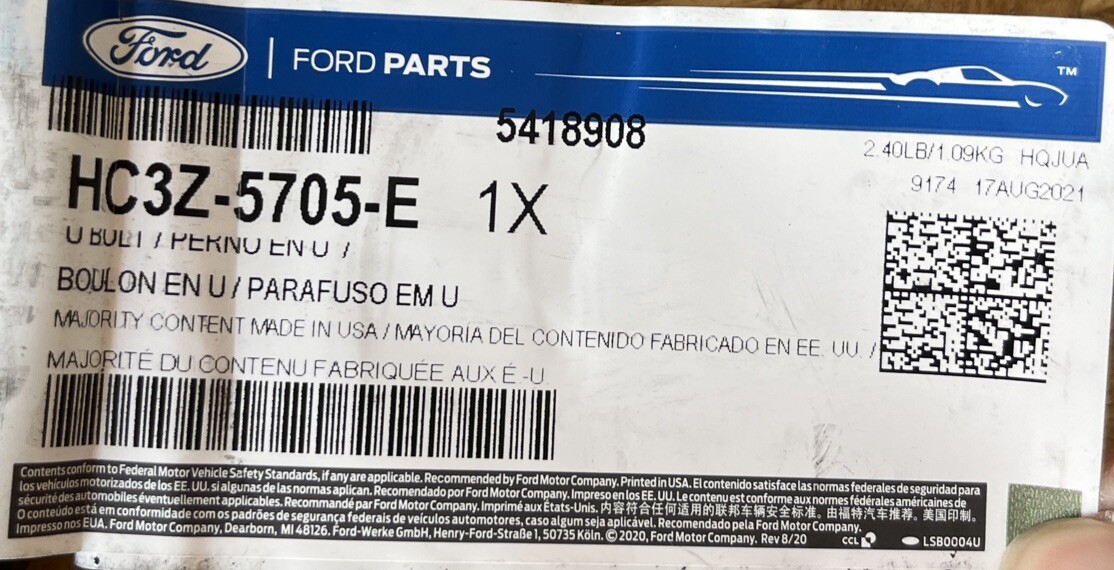 Ford | FORD PARTS ™
5418908
2.40LB/1.09KG HQJUA
9174 17AUG2021
HC3Z-5705-E 1X
U BOLT / PERNO EN U /
BOULON EN U / PARAFUSO EM U
MAJORITY CONTENT MADE IN USA / MAYORÍA DEL CONTENIDO FABRICADO EN EE. UU. /
MAJORITÉ DU CONTENU FABRIQUÉE AUX É.-U.
Contents conform to Federal Motor Vehicle Safety Standards, if any are applicable. Recommended by Ford Motor Company. Printed in USA. El contenido satisface las normas federales de seguridad para
los vehículos motorizados de los EE. UU. si algunas de las normas aplican. Recomendado por Ford Motor Company. Impreso en los EE. UU. Le contenu est conforme aux normes fédérales américaines de
sécurité des automobiles éventuellement applicables. Recommandé par Ford Motor Company. Imprimé aux États-Unis. 内容符合任何适用的联邦车辆安全标准。由福特汽车推荐。美国印制。
O conteúdo está em conformidade com os padrões de segurança federais de veículos automotores, caso algum seja aplicável. Recomendado pela Ford Motor Company.
Impresso nos EUA. Ford Motor Company, Dearborn, MI 48126. Ford-Werke GmbH, Henry-Ford-Straße 1, 50735 Köln. ©2020, Ford Motor Company. Rev 8/20 CCL LSB0004U